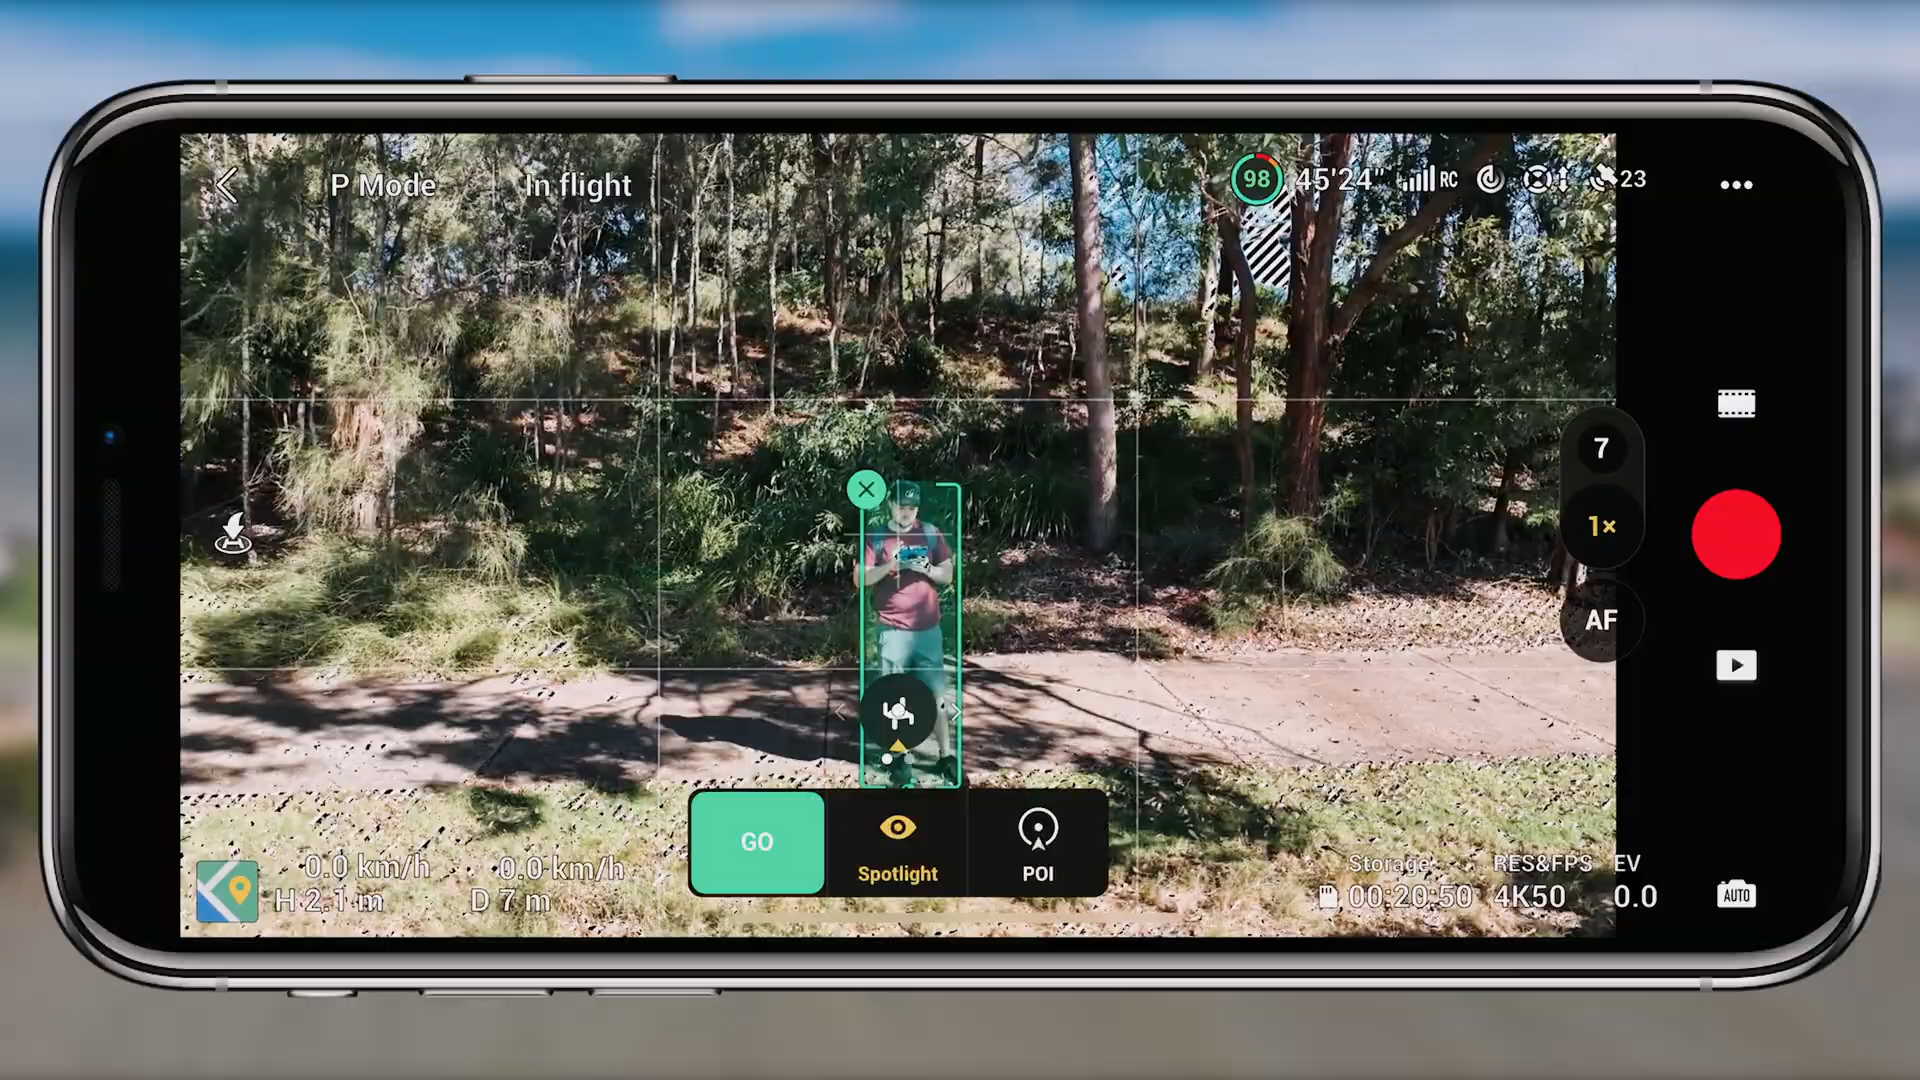 P Mode
In flight
98
45'24"
RC
23
7
1×
AF
GO
Spotlight
POI
0.0 km/h
0.0 km/h
H 2.1 m
D 7 m
Storage
RES&FPS
EV
00:20:50
4K50
0.0
AUTO